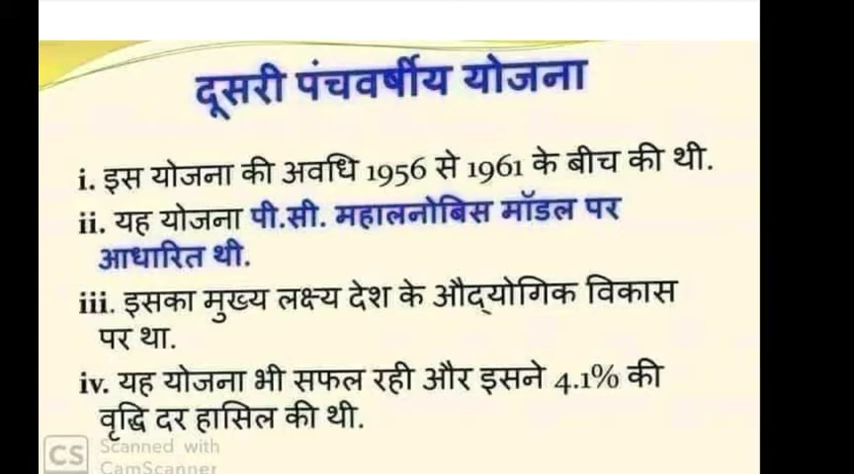 दूसरी पंचवर्षीय योजना
i. इस योजना की अवधि 1956 से 1961 के बीच की थी.
ii. यह योजना पी.सी. महालनोबिस मॉडल पर
आधारित थी.
iii. इसका मुख्य लक्ष्य देश के औद्योगिक विकास
पर था.
iv. यह योजना भी सफल रही और इसने 4.1% की
वृद्धि दर हासिल की थी.
CS Scanned with
CamScanner